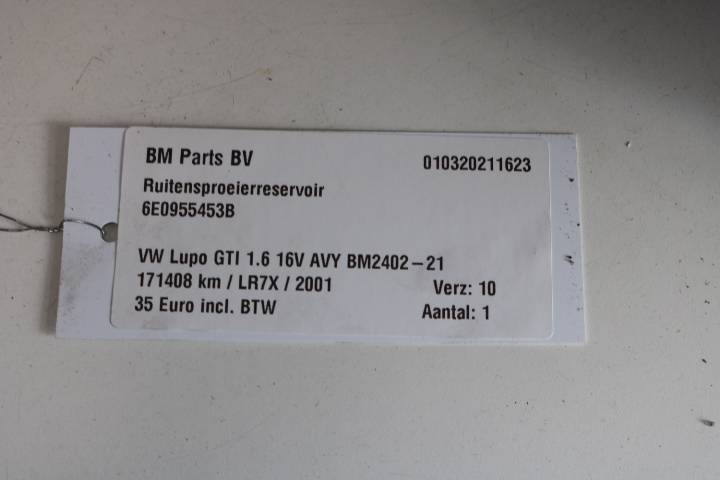 BM Parts BV 010320211623
Ruitensproeierreservoir
6E0955453B
VW Lupo GTI 1.6 16V AVY BM2402-21
171408 km / LR7X / 2001 Verz: 10
35 Euro incl. BTW Aantal: 1